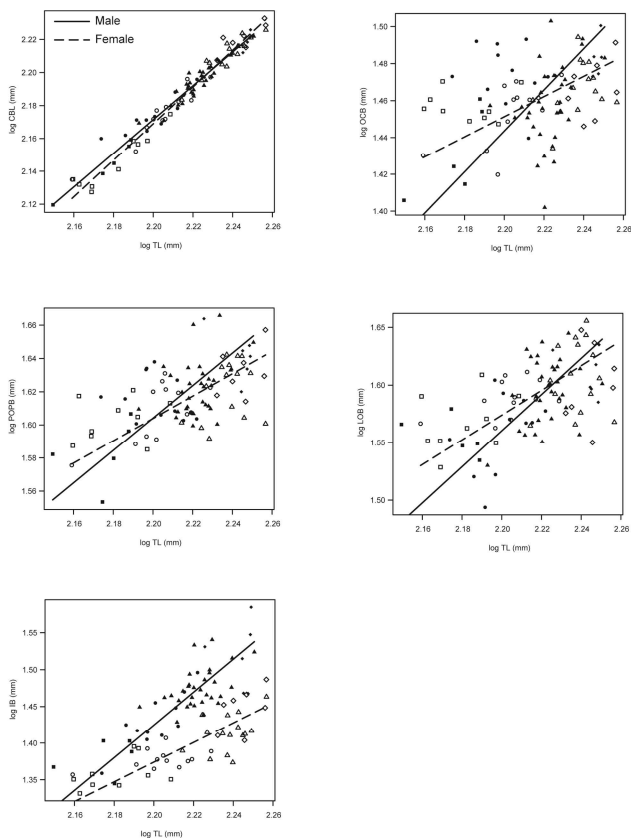 Male
Female
2.22
2.20
2.18
2.16
2.14
2.12
log CBL (mm)
2.16 2.18 2.20 2.22 2.24 2.26
log TL (mm)
1.50
1.48
1.46
1.44
1.42
1.40
log OCB (mm)
2.16 2.18 2.20 2.22 2.24 2.26
log TL (mm)
1.66
1.64
1.62
1.60
1.58
1.56
log POPB (mm)
2.16 2.18 2.20 2.22 2.24 2.26
log TL (mm)
1.65
1.60
1.55
1.50
log LOB (mm)
2.16 2.18 2.20 2.22 2.24 2.26
log TL (mm)
1.55
1.50
1.45
1.40
1.35
log IB (mm)
2.16 2.18 2.20 2.22 2.24 2.26
log TL (mm)